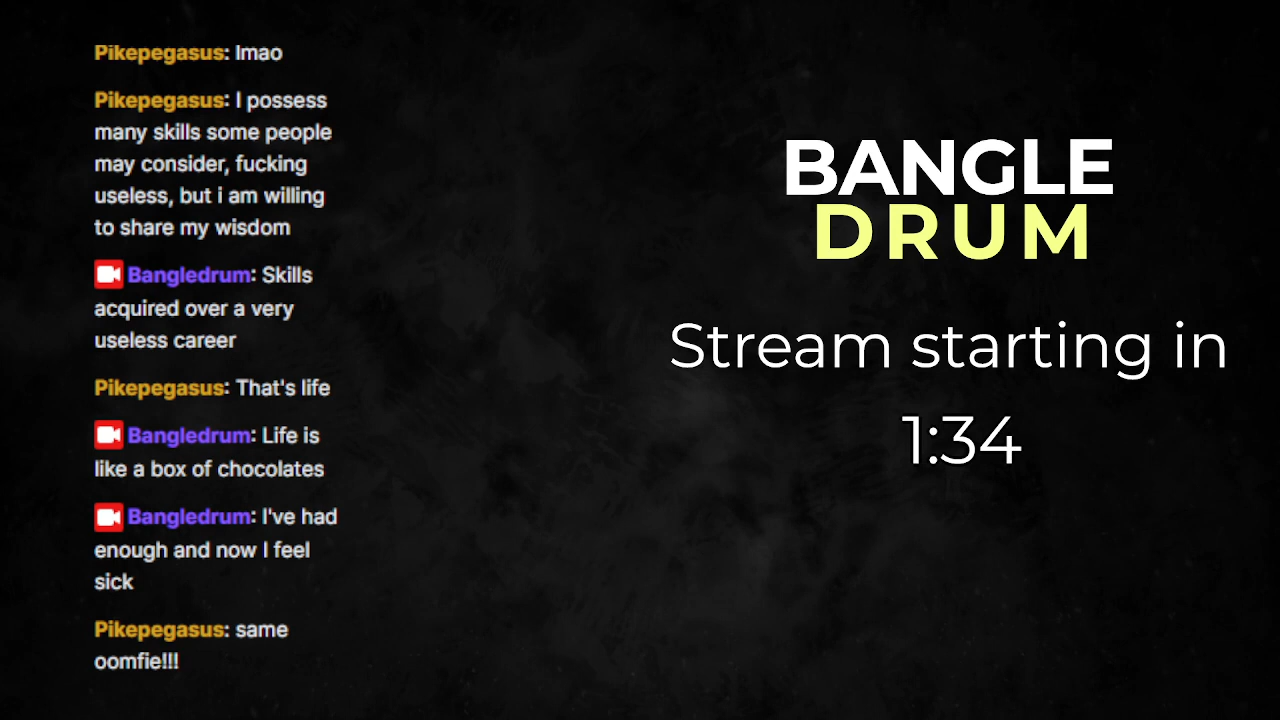 Pikepegasus: lmao
Pikepegasus: I possess
many skills some people
may consider, fucking
useless, but i am willing
to share my wisdom
Bangledrum: Skills
acquired over a very
useless career
Pikepegasus: That's life
Bangledrum: Life is
like a box of chocolates
Bangledrum: I've had
enough and now I feel
sick
Pikepegasus: same
oomfie!!!
BANGLE
DRUM
Stream starting in
1:34